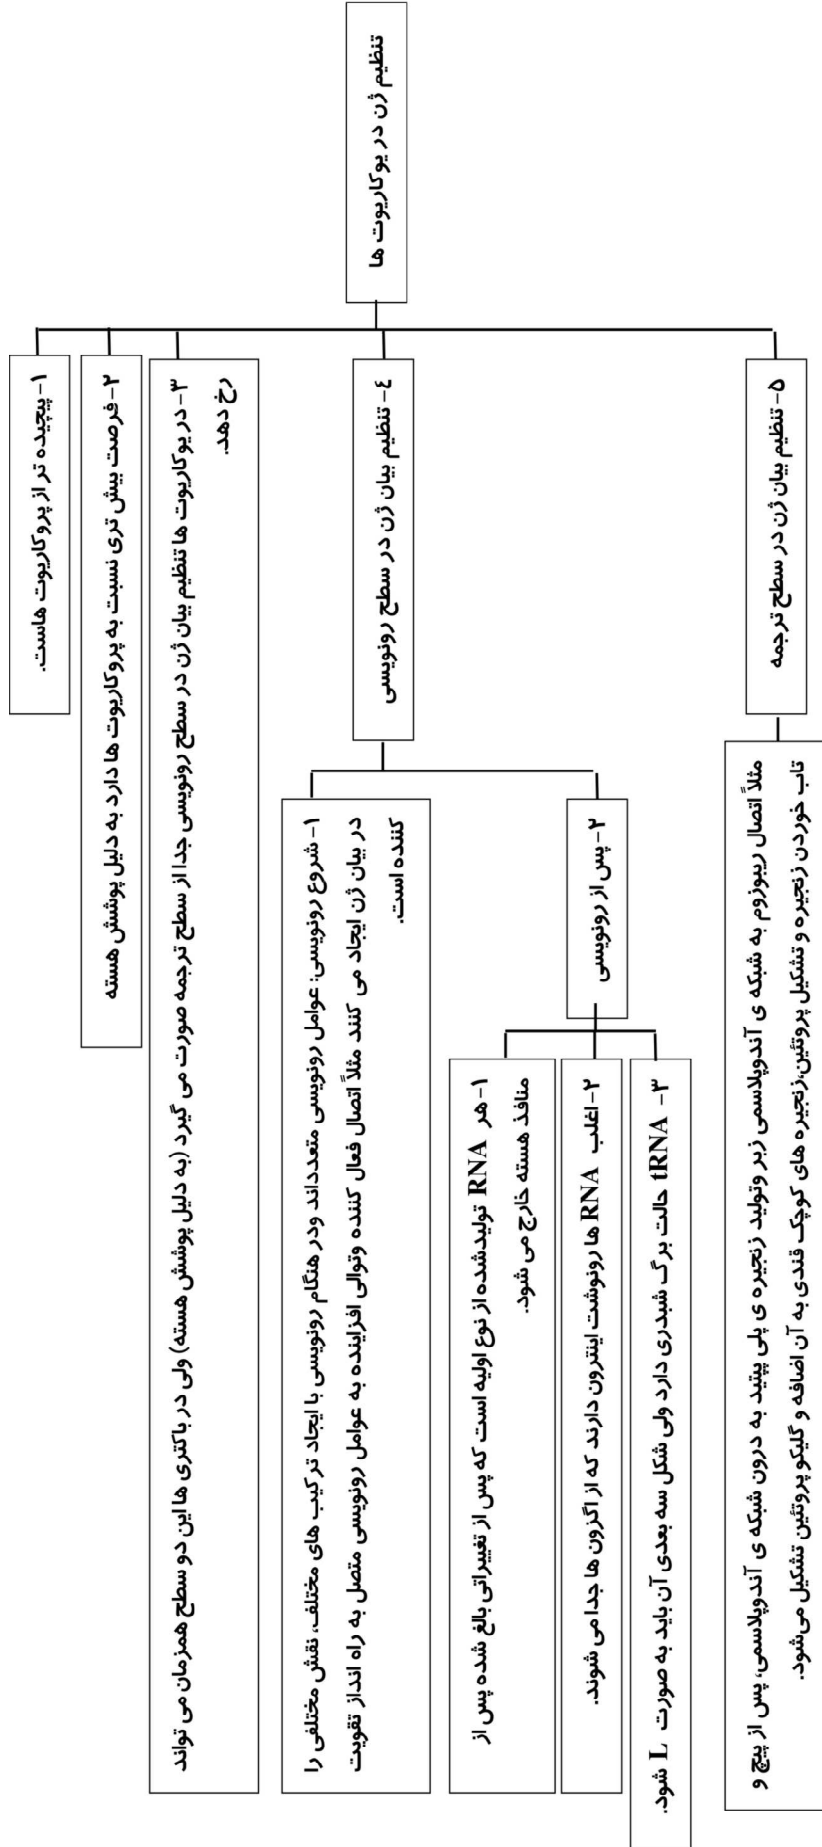 تنظیم ژن در یوکاریوت ها
۱-پیچیده تر از پروکاریوت هاست.
۲-فرصت بیش تری نسبت به پروکاریوت ها دارد به دلیل پوشش هسته
۳-در یوکاریوت ها تنظیم بیان ژن در سطح رونویسی جدا از سطح ترجمه صورت می گیرد (به دلیل پوشش هسته) ولی در باکتری ها این دو سطح همزمان می تواند
رخ دهد.
٤- تنظیم بیان ژن در سطح رونویسی
۱- شروع رونویسی: عوامل رونویسی متعدداند ودر هنگام رونویسی با ایجاد ترکیب های مختلف، نقش مختلفی را
در بیان ژن ایجاد می کنند مثلاً اتصال فعال کننده وتوالی افزاینده به عوامل رونویسی متصل به راه انداز تقویت
کننده است.
۲-پس از رونویسی
۱- هر RNA تولیدشده از نوع اولیه است که پس از تغییراتی بالغ شده پس از
منافذ هسته خارج می شود.
۲-اغلب RNA ها رونوشت اینترون دارند که از اگزون ها جدا می شوند.
۳- tRNA حالت برگ شبدری دارد ولی شکل سه بعدی آن باید به صورت L شود.
۵- تنظیم بیان ژن در سطح ترجمه
مثلاً اتصال ریبوزوم به شبکه ی آندوپلاسمی زبر وتولید زنجیره ی پلی پپتید به درون شبکه ی آندوپلاسمی، پس از پیچ و
تاب خوردن زنجیره و تشکیل پروتئین،زنجیره های کوچک قندی به آن اضافه و گلیکو پروتئین تشکیل می‌شود.